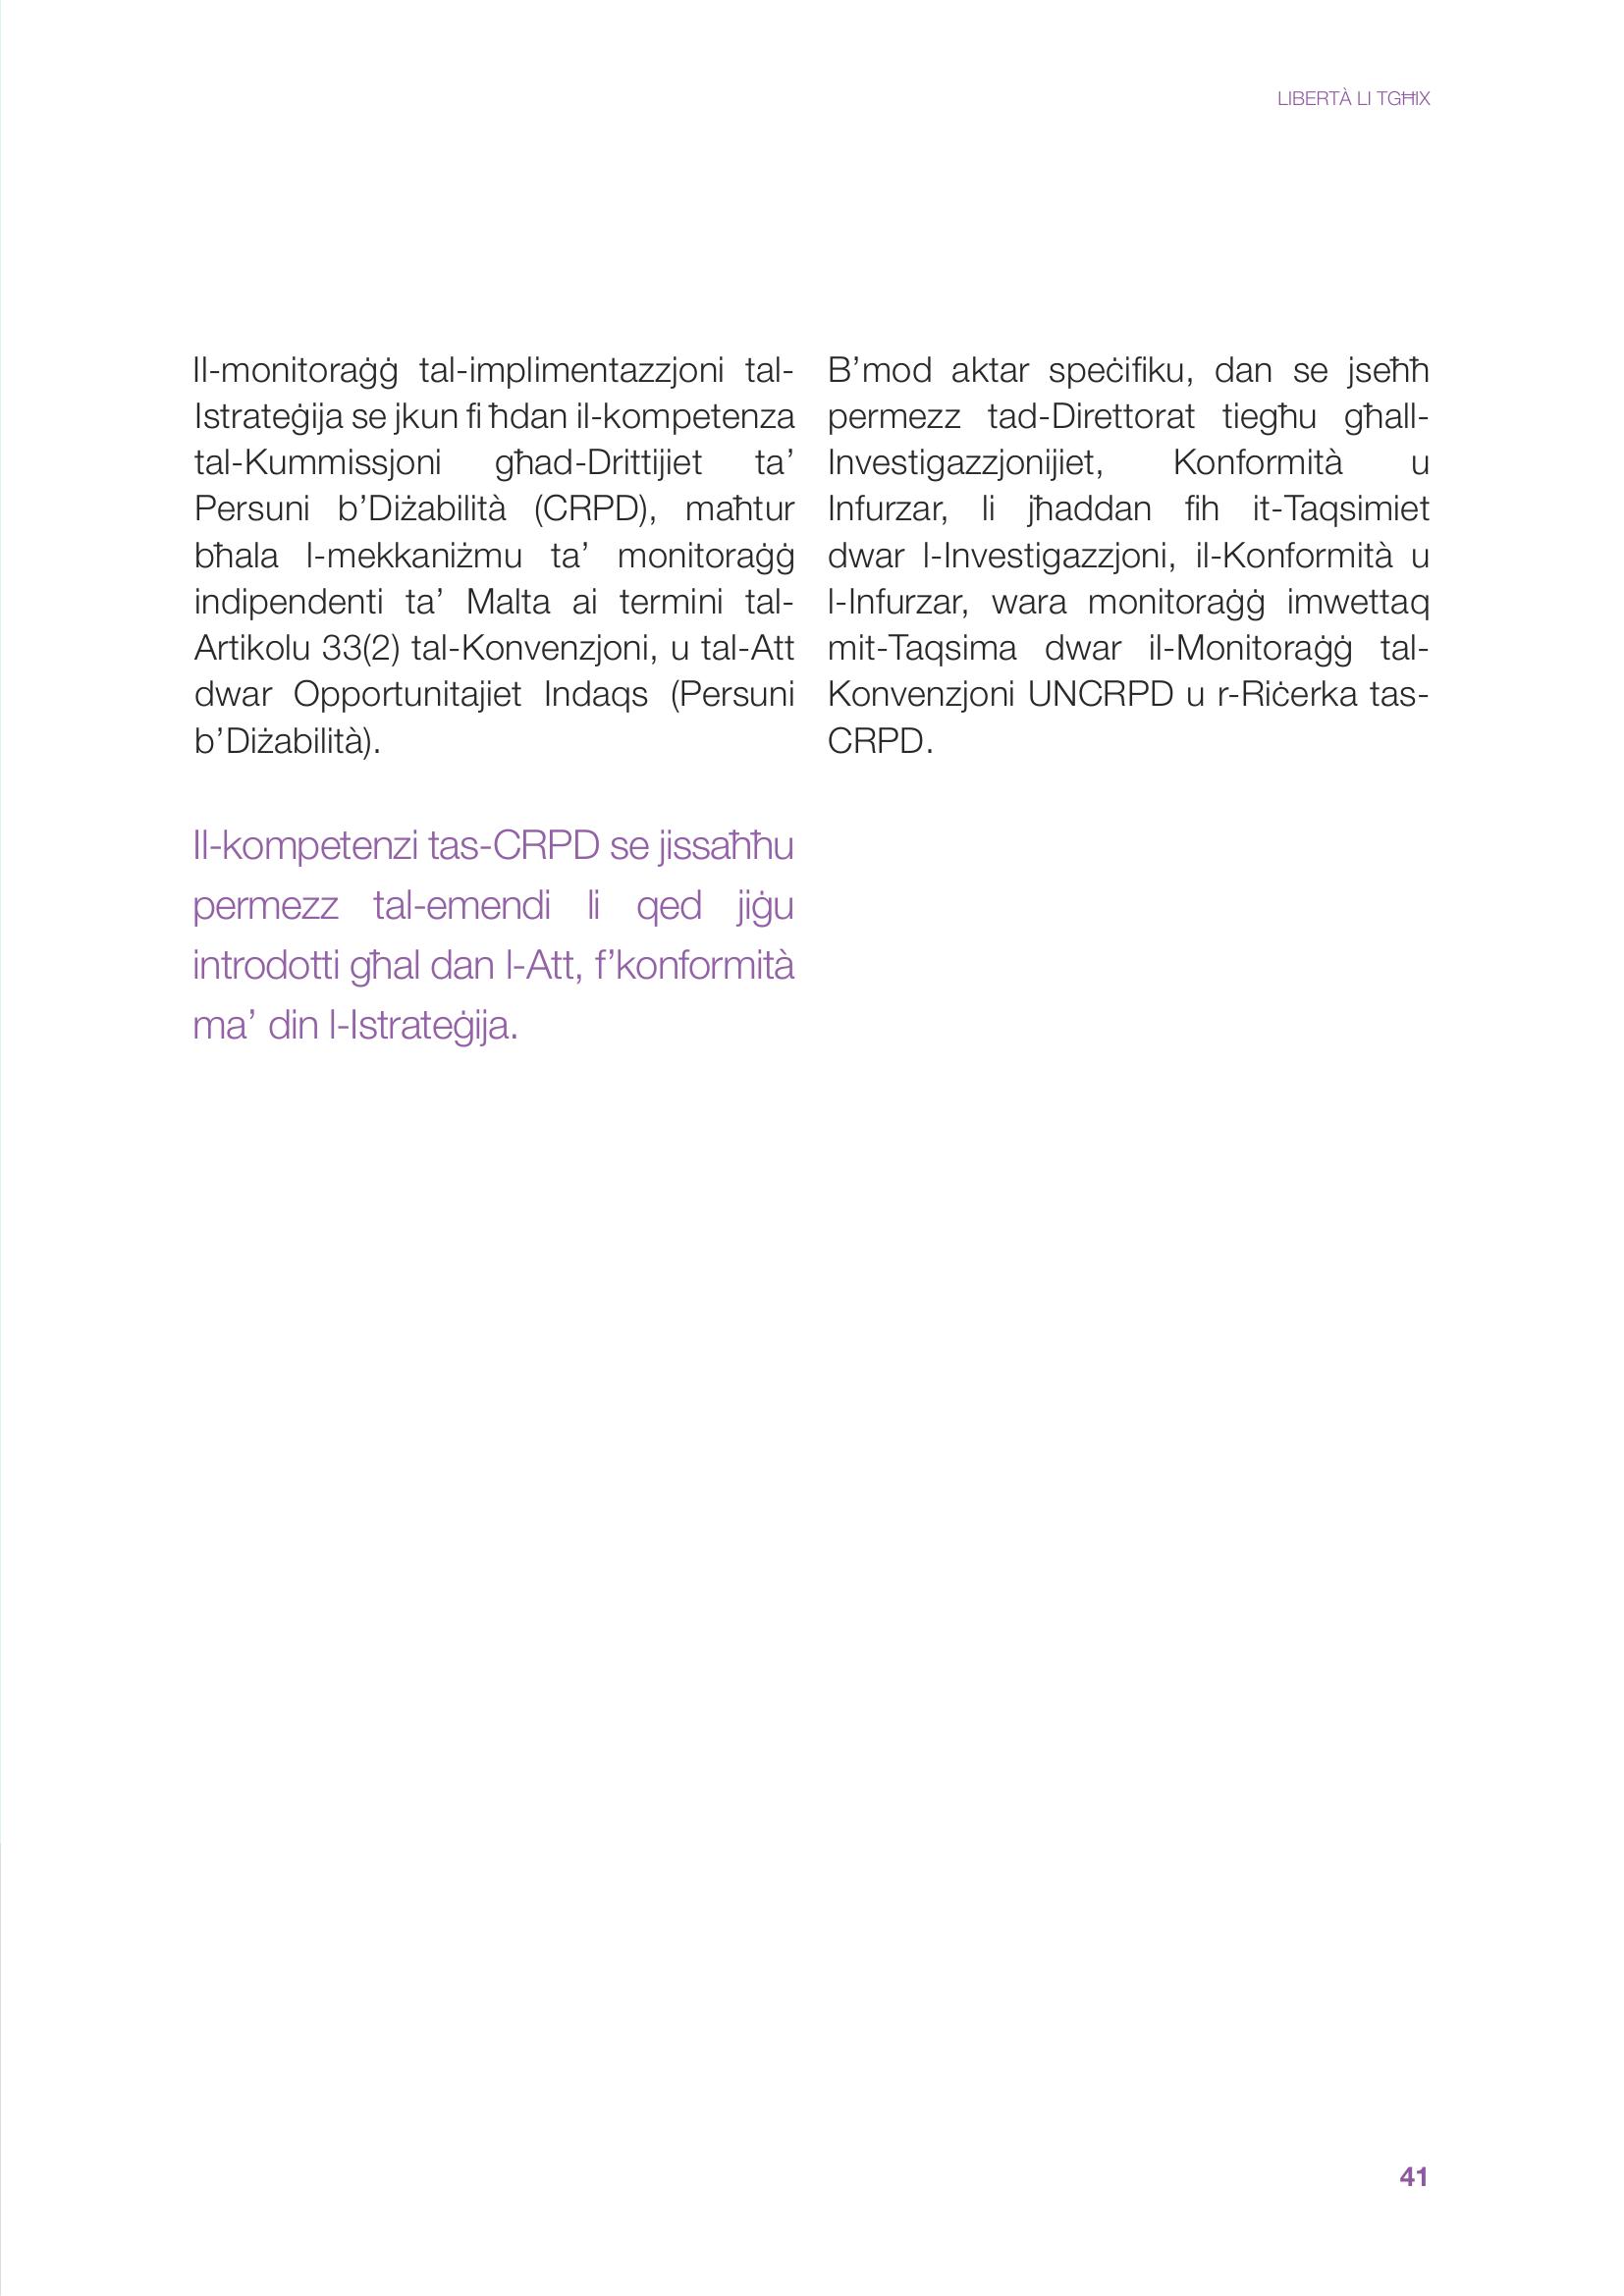 LIBERTÀ LI TGĦIX
Il-monitoraġġ tal-implimentazzjoni tal-
Istrateġija se jkun fi ħdan il-kompetenza
tal-Kummissjoni għad-Drittijiet ta’
Persuni b’Diżabilità (CRPD), maħtur
bħala l-mekkaniżmu ta’ monitoraġġ
indipendenti ta’ Malta ai termini tal-
Artikolu 33(2) tal-Konvenzjoni, u tal-Att
dwar Opportunitajiet Indaqs (Persuni
b’Diżabilità).
Il-kompetenzi tas-CRPD se jissaħħu
permezz tal-emendi li qed jiġu
introdotti għal dan l-Att, f’konformità
ma’ din l-Istrateġija.
B’mod aktar speċifiku, dan se jseħħ
permezz tad-Direttorat tiegħu għall-
Investigazzjonijiet, Konformità u
Infurzar, li jħaddan fih it-Taqsimiet
dwar l-Investigazzjoni, il-Konformità u
l-Infurzar, wara monitoraġġ imwettaq
mit-Taqsima dwar il-Monitoraġġ tal-
Konvenzjoni UNCRPD u r-Riċerka tas-
CRPD.
41